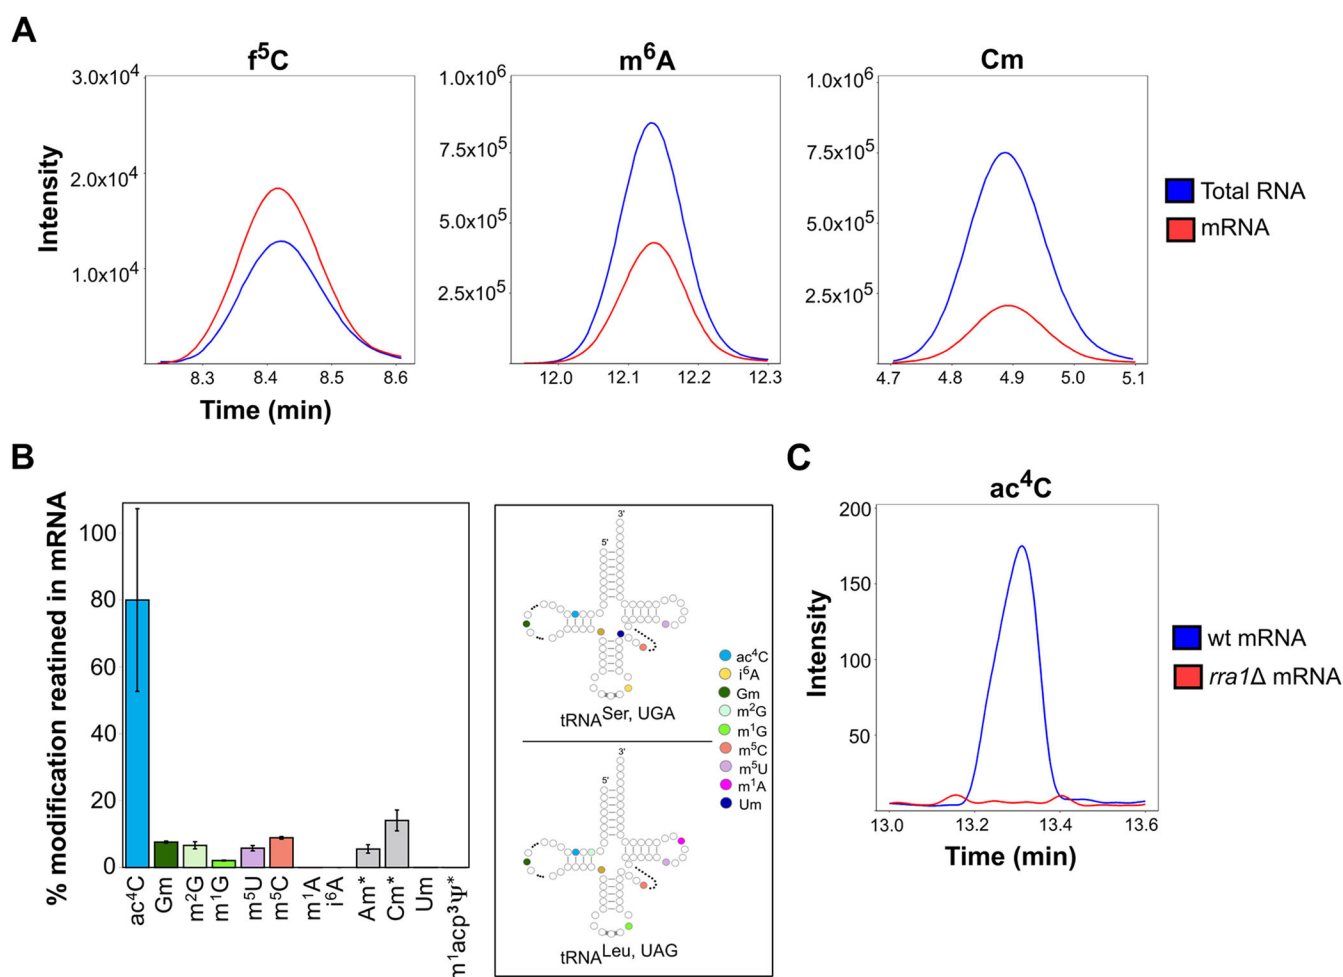 A
f⁵C
m⁶A
Cm
Intensity
3.0x10⁴
2.0x10⁴
1.0x10⁴
8.3 8.4 8.5 8.6
Time (min)
1.0x10⁶
7.5x10⁵
5.0x10⁵
2.5x10⁵
12.0 12.1 12.2 12.3
1.0x10⁶
7.5x10⁵
5.0x10⁵
2.5x10⁵
4.7 4.8 4.9 5.0 5.1
Total RNA
mRNA
B
% modification reatined in mRNA
100
80
60
40
20
0
ac⁴C
Gm
m²G
m¹G
m⁵U
m⁵C
m¹A
i⁶A
Am*
Cm*
Um
m¹acp³Ψ*
3'
5'
tRNA Ser, UGA
3'
5'
tRNA Leu, UAG
ac⁴C
i⁶A
Gm
m²G
m¹G
m⁵C
m⁵U
m¹A
Um
C
ac⁴C
Intensity
200
150
100
50
13.0 13.2 13.4 13.6
Time (min)
wt mRNA
rra1Δ mRNA